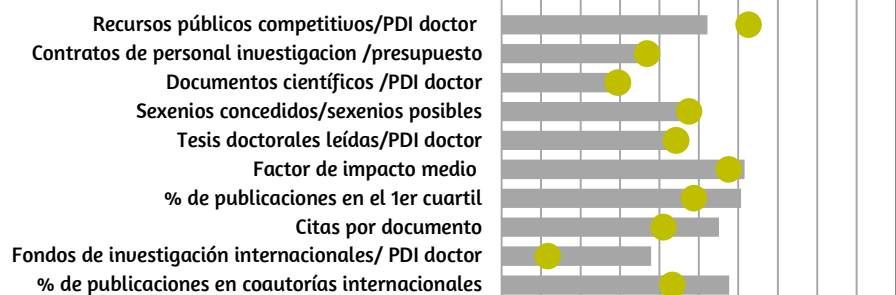 Recursos públicos competitivos/PDI doctor
Contratos de personal investigacion /presupuesto
Documentos científicos /PDI doctor
Sexenios concedidos/sexenios posibles
Tesis doctorales leídas/PDI doctor
Factor de impacto medio
% de publicaciones en el 1er cuartil
Citas por documento
Fondos de investigación internacionales/ PDI doctor
% de publicaciones en coautorías internacionales